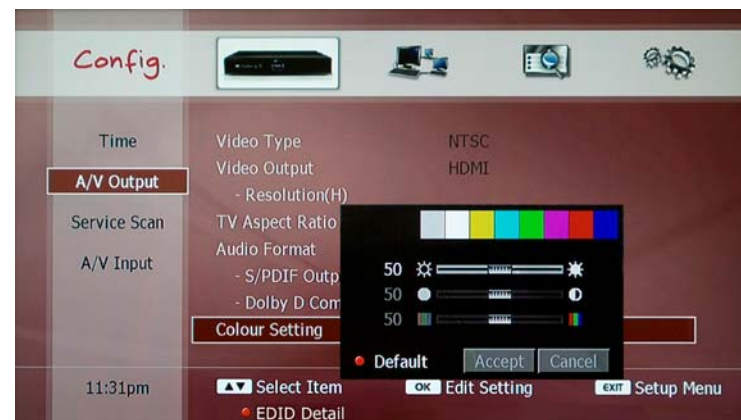 Config.
Time
A/V Output
Service Scan
A/V Input
11:31pm
Video Type NTSC
Video Output HDMI
- Resolution(H)
TV Aspect Ratio
Audio Format
- S/PDIF Outp
- Dolby D Com
Colour Setting
50
50
50
Default Accept Cancel
Select Item OK Edit Setting EXIT Setup Menu
EDID Detail